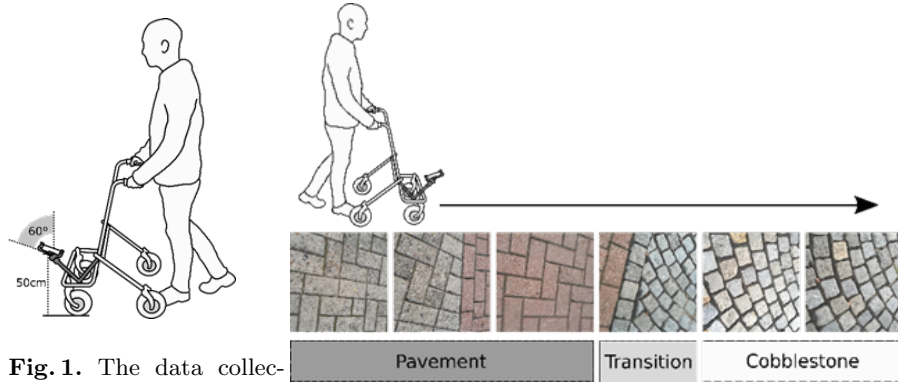 60°
50cm
Fig. 1. The data collec-
Pavement
Transition
Cobblestone